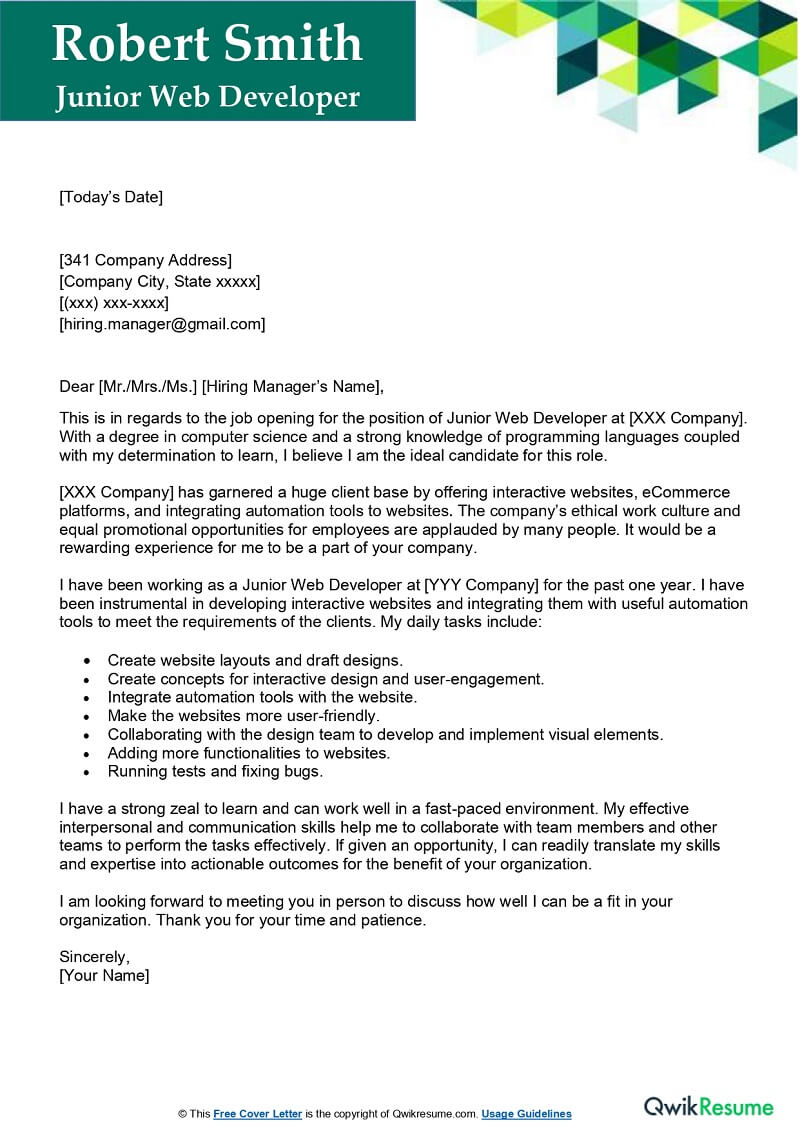 Robert Smith
Junior Web Developer
[Today's Date]
[341 Company Address]
[Company City, State xxxxx]
[(xxx) xxx-xxxx]
[hiring.manager@gmail.com]
Dear [Mr./Mrs./Ms.] [Hiring Manager's Name],
This is in regards to the job opening for the position of Junior Web Developer at [XXX Company].
With a degree in computer science and a strong knowledge of programming languages coupled
with my determination to learn, I believe I am the ideal candidate for this role.
[XXX Company] has garnered a huge client base by offering interactive websites, eCommerce
platforms, and integrating automation tools to websites. The company's ethical work culture and
equal promotional opportunities for employees are applauded by many people. It would be a
rewarding experience for me to be a part of your company.
I have been working as a Junior Web Developer at [YYY Company] for the past one year. I have
been instrumental in developing interactive websites and integrating them with useful automation
tools to meet the requirements of the clients. My daily tasks include:
• Create website layouts and draft designs.
• Create concepts for interactive design and user-engagement.
• Integrate automation tools with the website.
• Make the websites more user-friendly.
• Collaborating with the design team to develop and implement visual elements.
• Adding more functionalities to websites.
• Running tests and fixing bugs.
I have a strong zeal to learn and can work well in a fast-paced environment. My effective
interpersonal and communication skills help me to collaborate with team members and other
teams to perform the tasks effectively. If given an opportunity, I can readily translate my skills
and expertise into actionable outcomes for the benefit of your organization.
I am looking forward to meeting you in person to discuss how well I can be a fit in your
organization. Thank you for your time and patience.
Sincerely,
[Your Name]
© This Free Cover Letter is the copyright of Qwikresume.com. Usage Guidelines
QwikResume